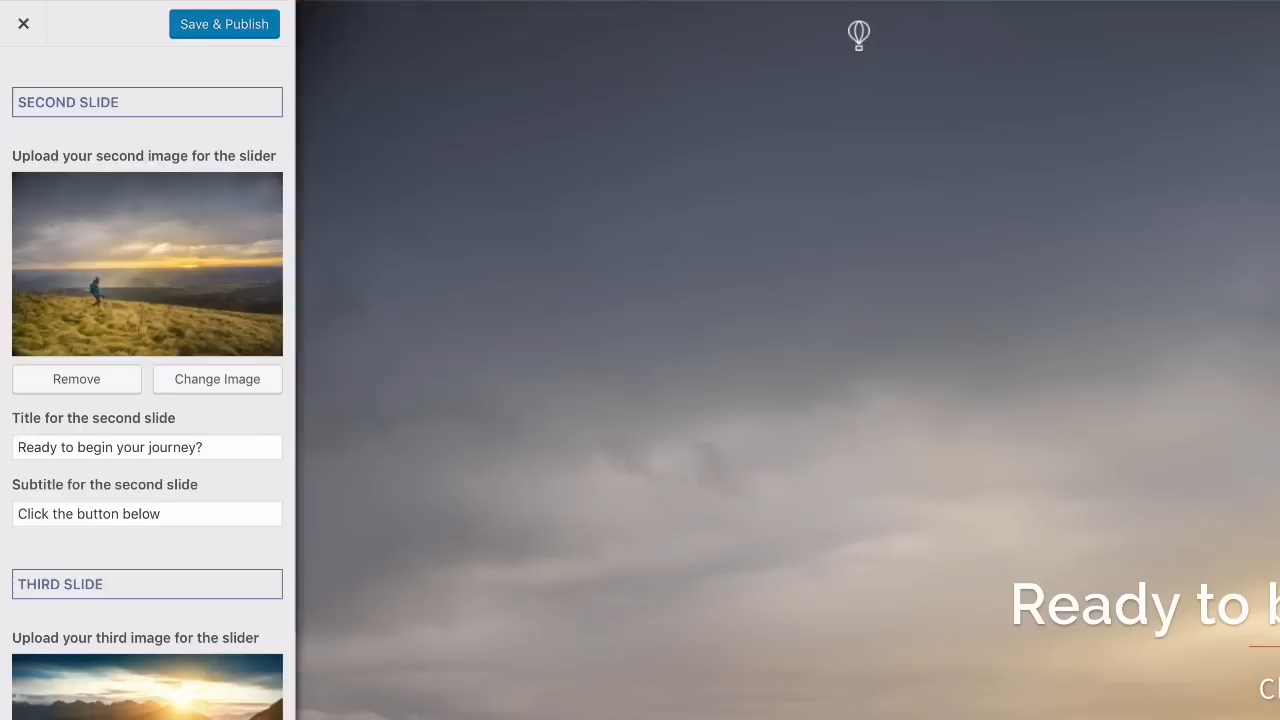 Save & Publish
SECOND SLIDE
Upload your second image for the slider
Remove
Change Image
Title for the second slide
Ready to begin your journey?
Subtitle for the second slide
Click the button below
THIRD SLIDE
Upload your third image for the slider
Ready to